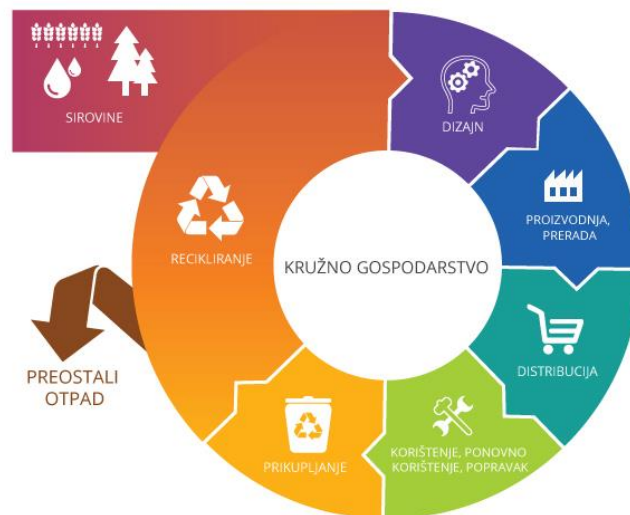 SIROVINE
DIZAJN
PROIZVODNJA,
PRERADA
RECIKLIRANJE
KRUŽNO GOSPODARSTVO
DISTRIBUCIJA
PREOSTALI
OTPAD
PRIKUPLJANJE
KORIŠTENJE, PONOVNO
KORIŠTENJE, POPRAVAK